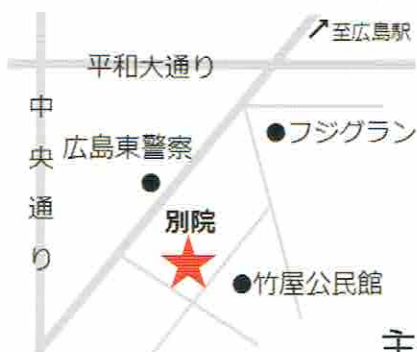 ↗至広島駅
平和大通り
中央通り
●フジグラン
広島東警察
●
別院
★
●竹屋公民館
主